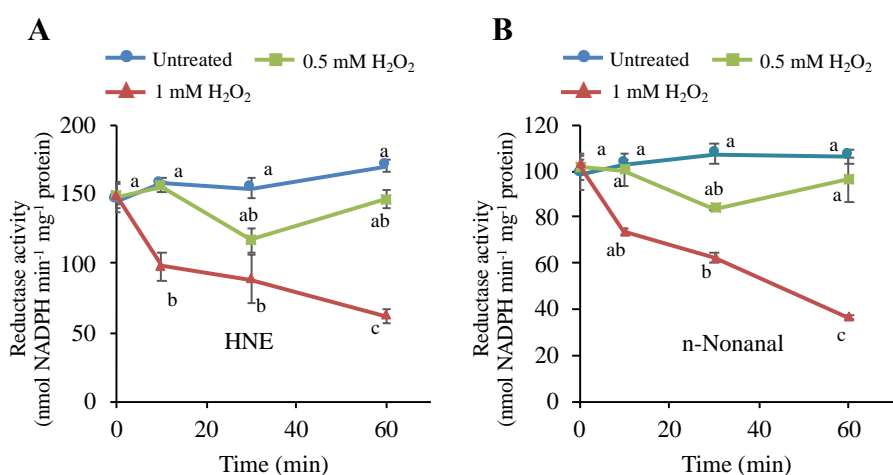 A
Untreated
0.5 mM H₂O₂
1 mM H₂O₂
Reductase activity
(nmol NADPH min⁻¹ mg⁻¹ protein)
200
150
100
50
0
a
a
a
a
ab
ab
b
b
c
HNE
0
20
40
60
Time (min)
B
Untreated
0.5 mM H₂O₂
1 mM H₂O₂
Reductase activity
(nmol NADPH min⁻¹ mg⁻¹ protein)
120
100
80
60
40
20
0
a
a
a
a
a
ab
a
ab
b
c
n-Nonanal
0
20
40
60
Time (min)